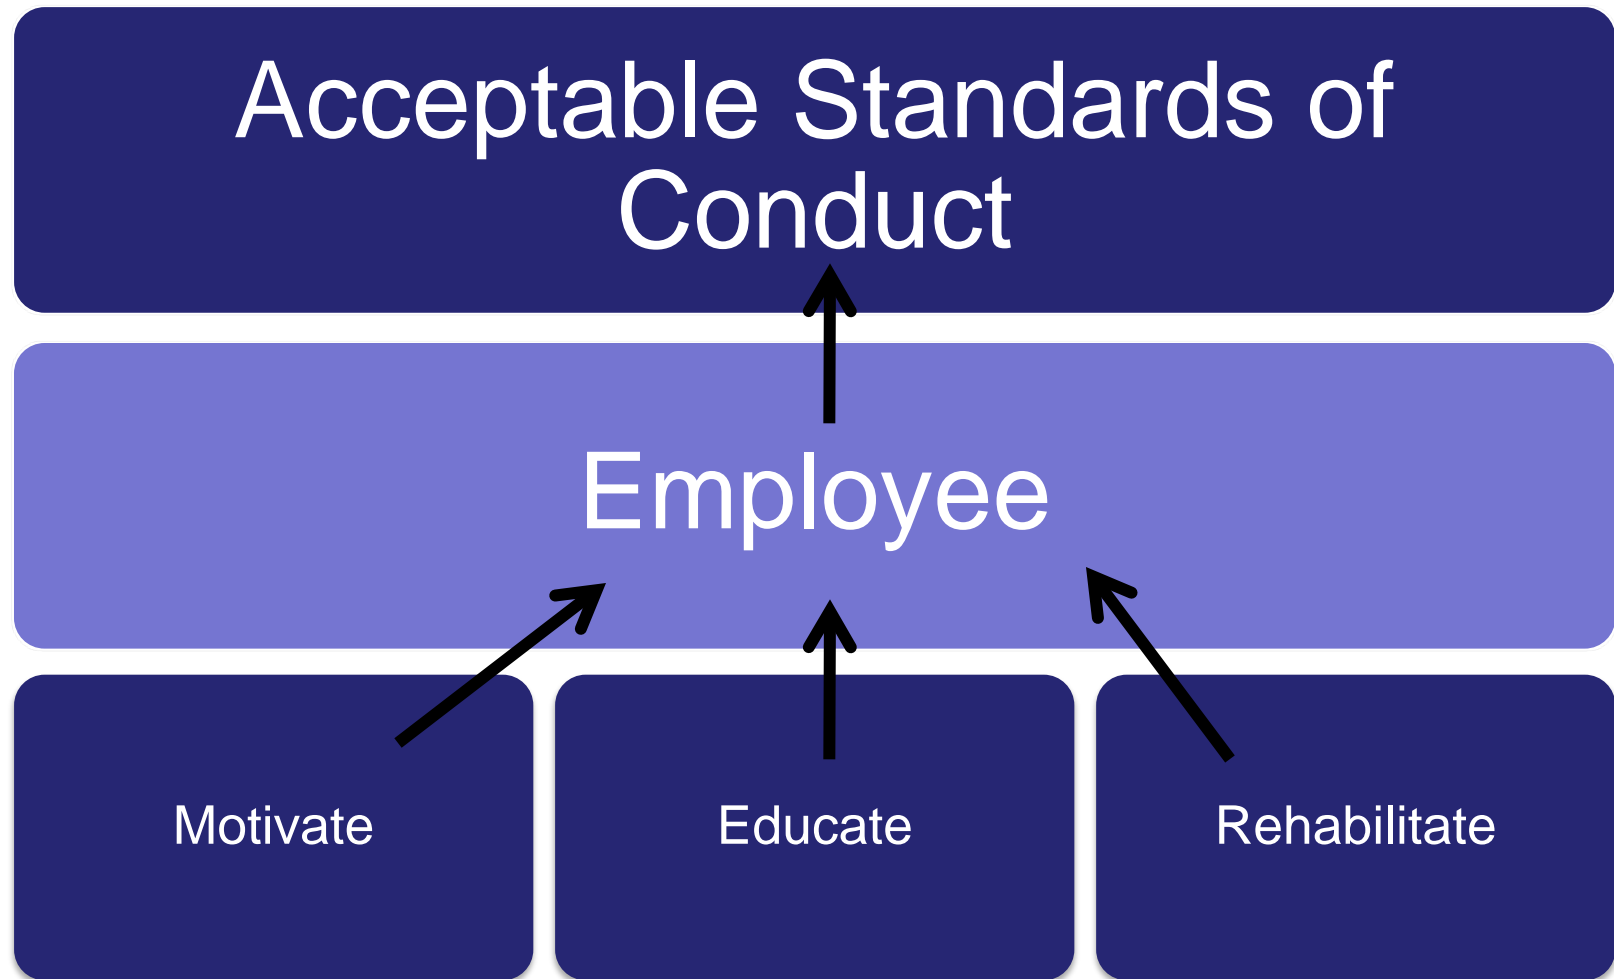 Acceptable Standards of
Conduct
Employee
Motivate
Educate
Rehabilitate